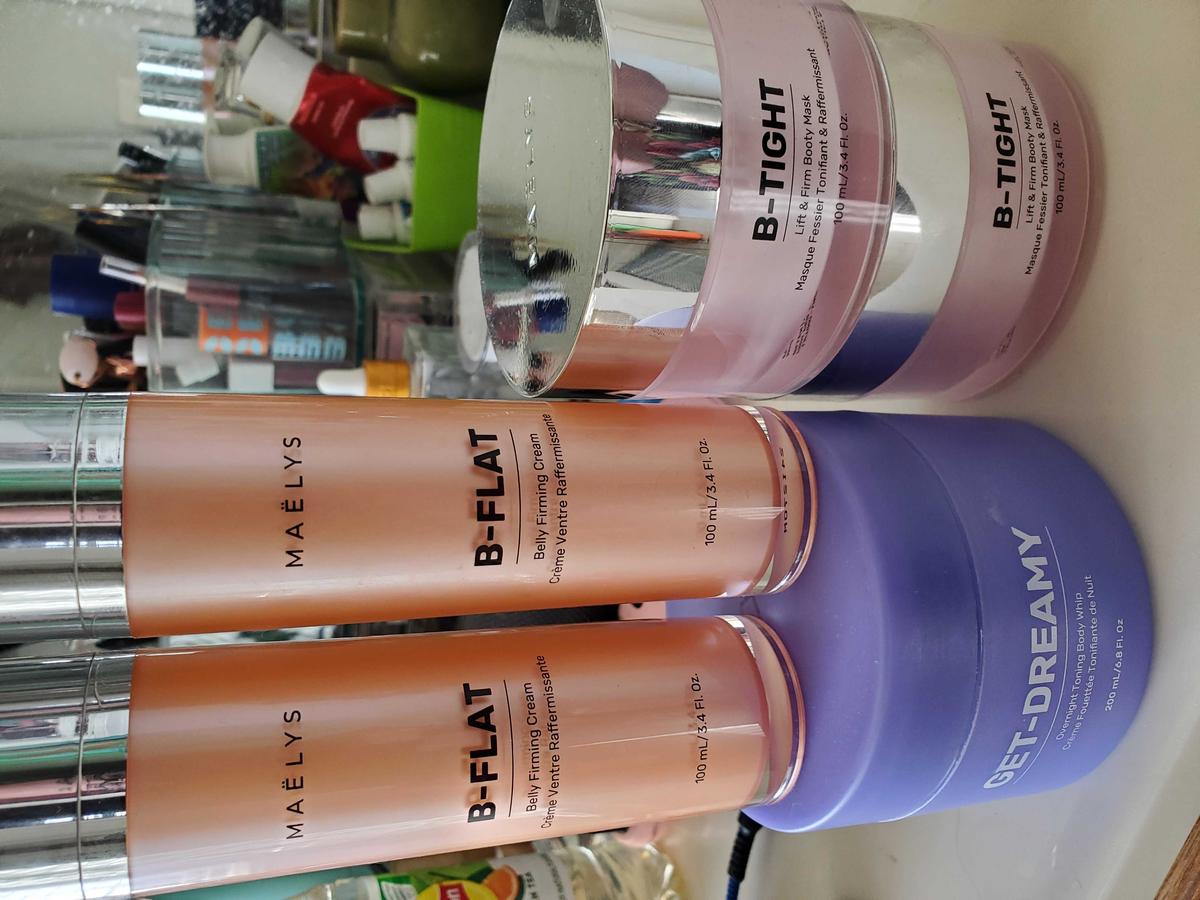 MAËLYS
B-FLAT
Belly Firming Cream
Crème Ventre Raffermissante
100 mL/3.4 Fl. Oz.
MAËLYS
B-FLAT
Belly Firming Cream
Crème Ventre Raffermissante
100 mL/3.4 Fl. Oz.
B-TIGHT
Lift & Firm Booty Mask
Masque Fessier Tonifiant & Raffermissant
100 mL/3.4 Fl. Oz.
B-TIGHT
Lift & Firm Booty Mask
Masque Fessier Tonifiant & Raffermissant
100 mL/3.4 Fl. Oz.
GET-DREAMY
Overnight Toning Body Whip
Crème Fouettée Tonifiante de Nuit
200 mL/6.8 Fl. Oz